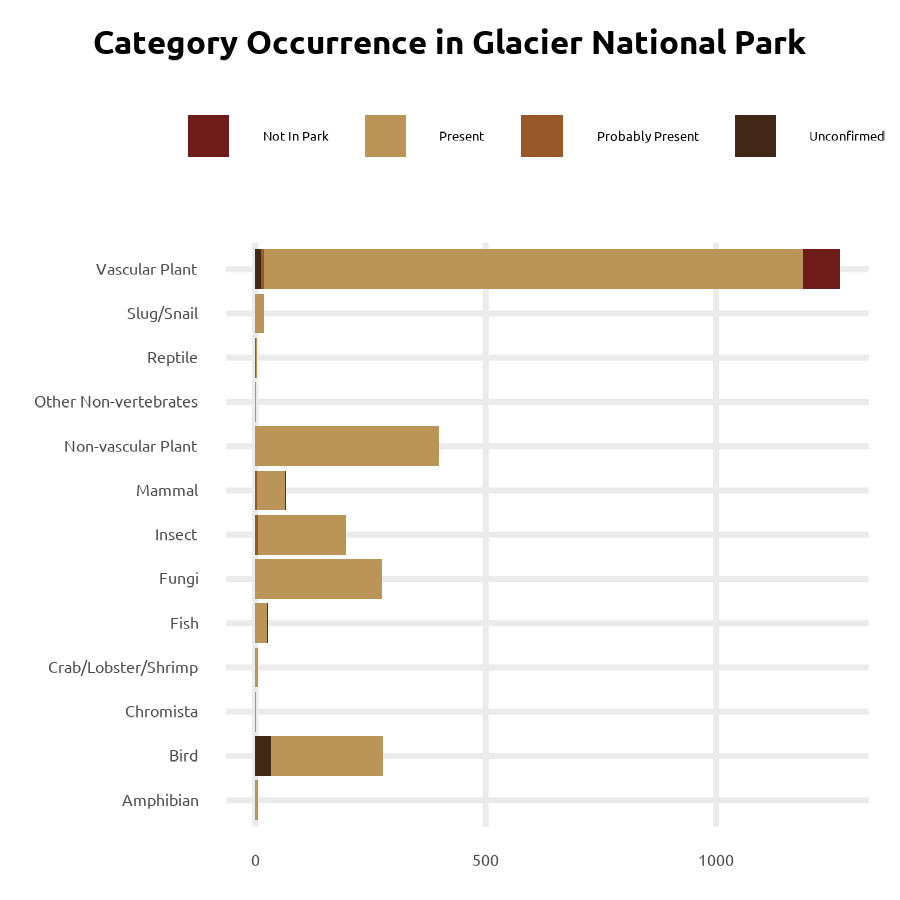 Category Occurrence in Glacier National Park
Not In Park
Present
Probably Present
Unconfirmed
Vascular Plant
Slug/Snail
Reptile
Other Non-vertebrates
Non-vascular Plant
Mammal
Insect
Fungi
Fish
Crab/Lobster/Shrimp
Chromista
Bird
Amphibian
0
500
1000